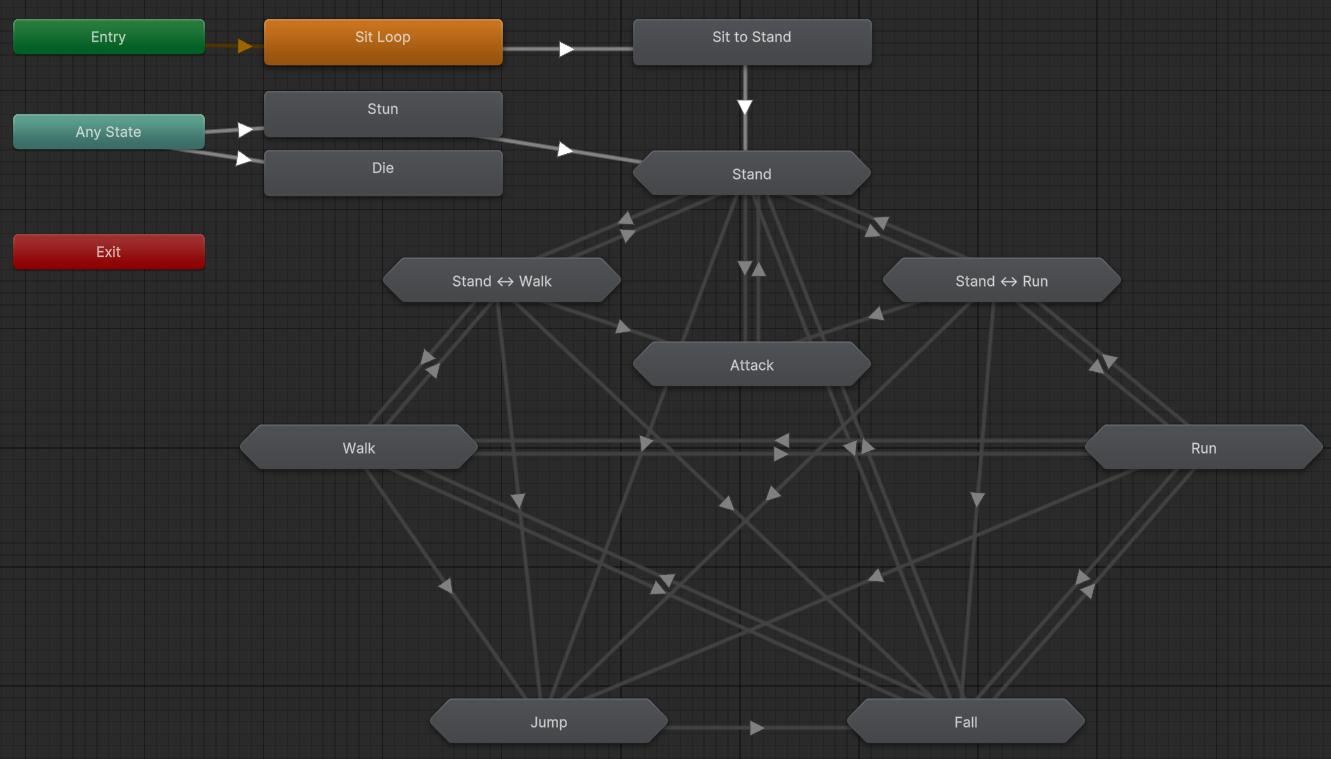 Entry
Sit Loop
Sit to Stand
Stun
Any State
Die
Stand
Exit
Stand ↔ Walk
Stand ↔ Run
Attack
Walk
Run
Jump
Fall